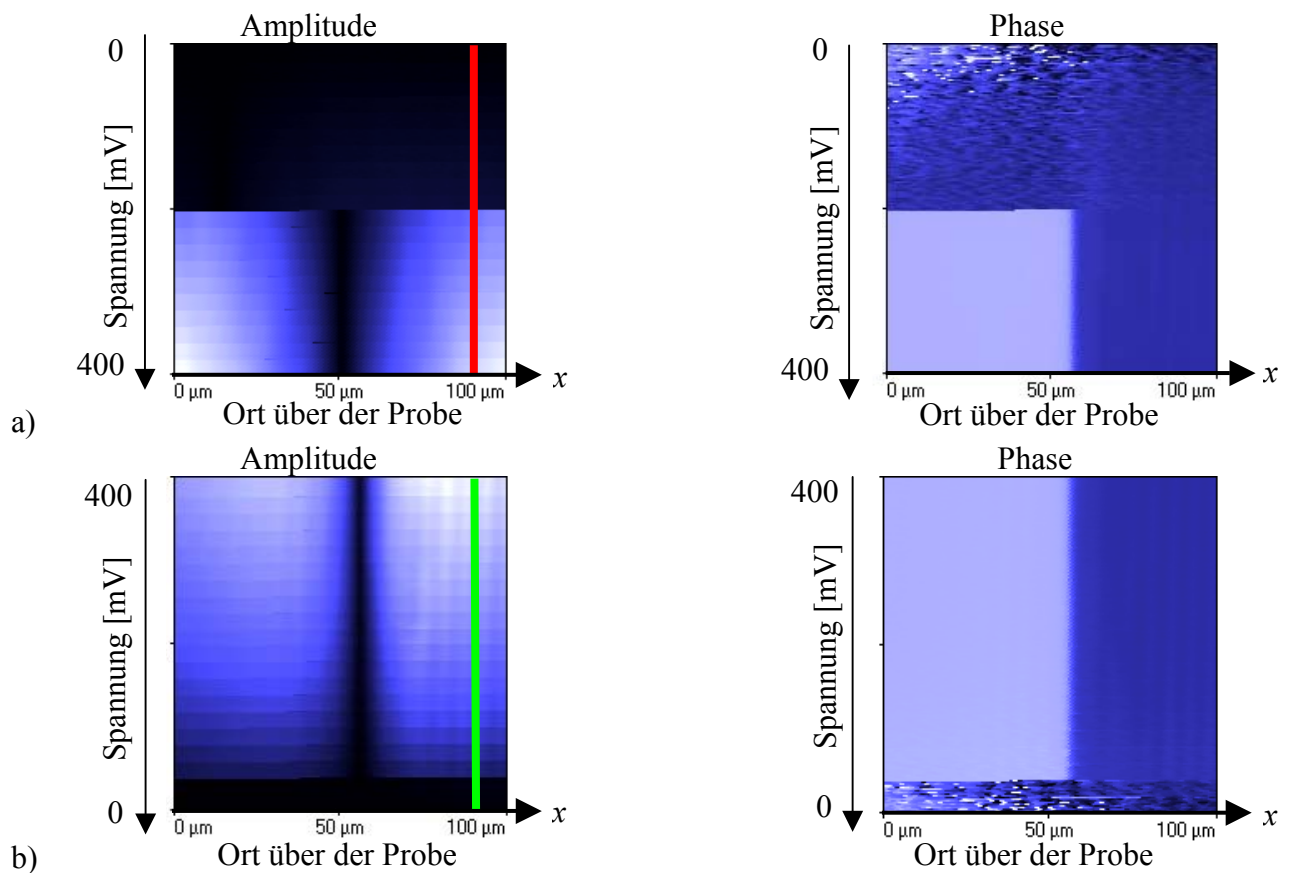 Amplitude
0
Spannung [mV]
400
0 µm 50 µm 100 µm x
Ort über der Probe
Phase
0
Spannung [mV]
400
0 µm 50 µm 100 µm x
Ort über der Probe
a)
Amplitude
400
Spannung [mV]
0
0 µm 50 µm 100 µm x
Ort über der Probe
Phase
400
Spannung [mV]
0
0 µm 50 µm 100 µm x
Ort über der Probe
b)